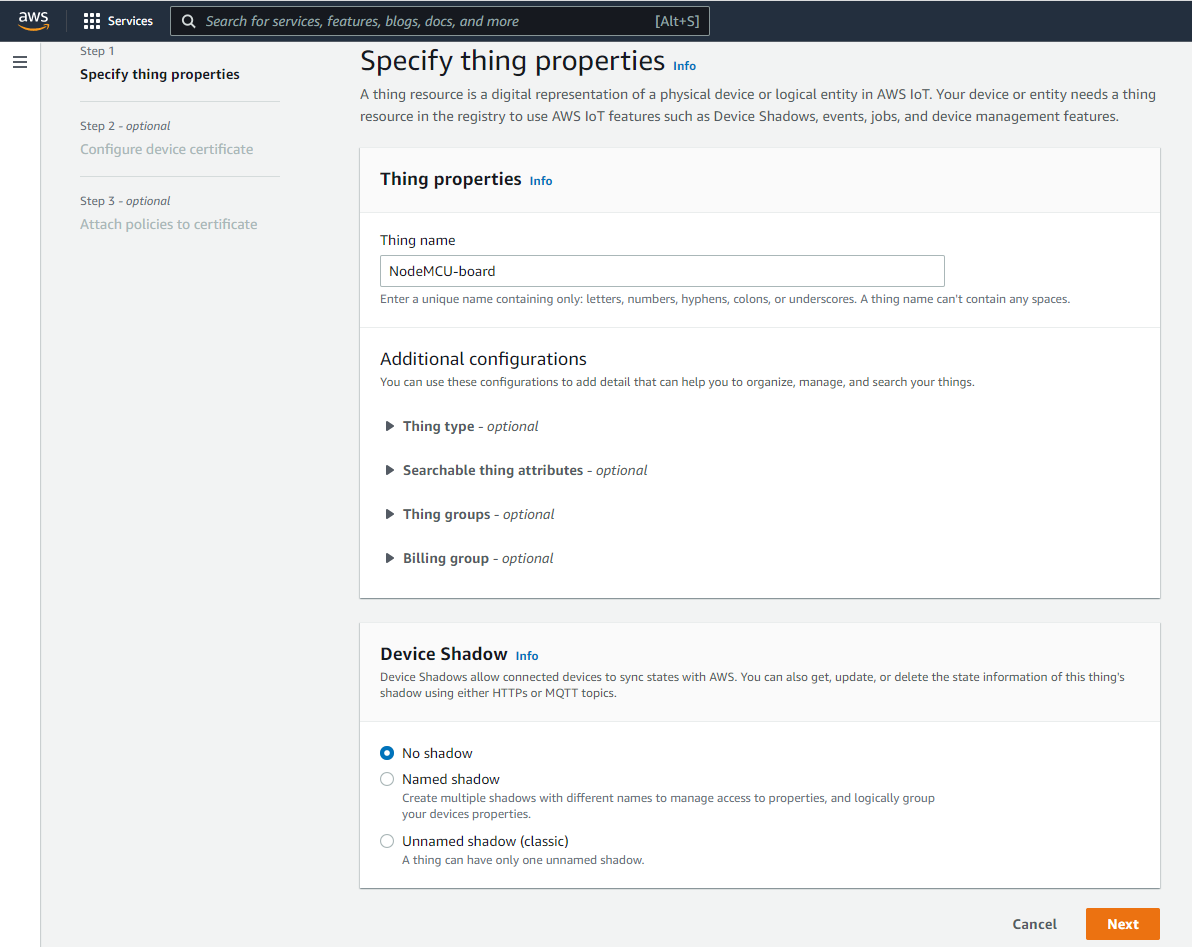 aws
Services
Search for services, features, blogs, docs, and more
[Alt+S]
Step 1
Specify thing properties
Step 2 - optional
Configure device certificate
Step 3 - optional
Attach policies to certificate
Specify thing properties Info
A thing resource is a digital representation of a physical device or logical entity in AWS IoT. Your device or entity needs a thing
resource in the registry to use AWS IoT features such as Device Shadows, events, jobs, and device management features.
Thing properties Info
Thing name
NodeMCU-board
Enter a unique name containing only: letters, numbers, hyphens, colons, or underscores. A thing name can't contain any spaces.
Additional configurations
You can use these configurations to add detail that can help you to organize, manage, and search your things.
Thing type - optional
Searchable thing attributes - optional
Thing groups - optional
Billing group - optional
Device Shadow Info
Device Shadows allow connected devices to sync states with AWS. You can also get, update, or delete the state information of this thing's
shadow using either HTTPs or MQTT topics.
No shadow
Named shadow
Create multiple shadows with different names to manage access to properties, and logically group
your devices properties.
Unnamed shadow (classic)
A thing can have only one unnamed shadow.
Cancel
Next